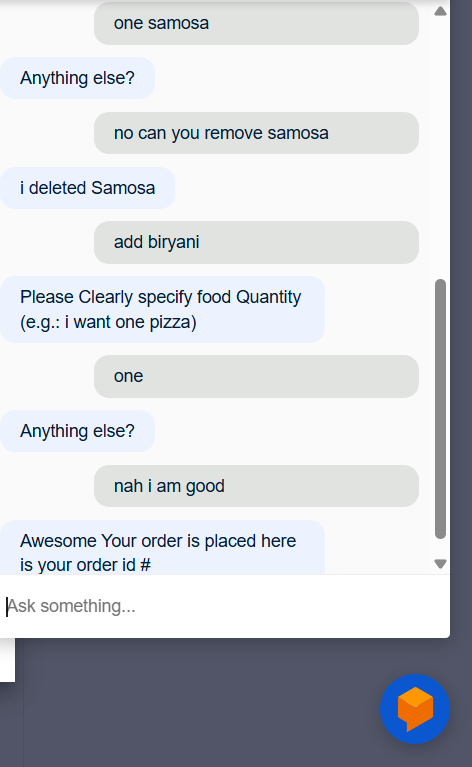 one samosa
Anything else?
no can you remove samosa
i deleted Samosa
add biryani
Please Clearly specify food Quantity
(e.g.: i want one pizza)
one
Anything else?
nah i am good
Awesome Your order is placed here
is your order id #
Ask something...